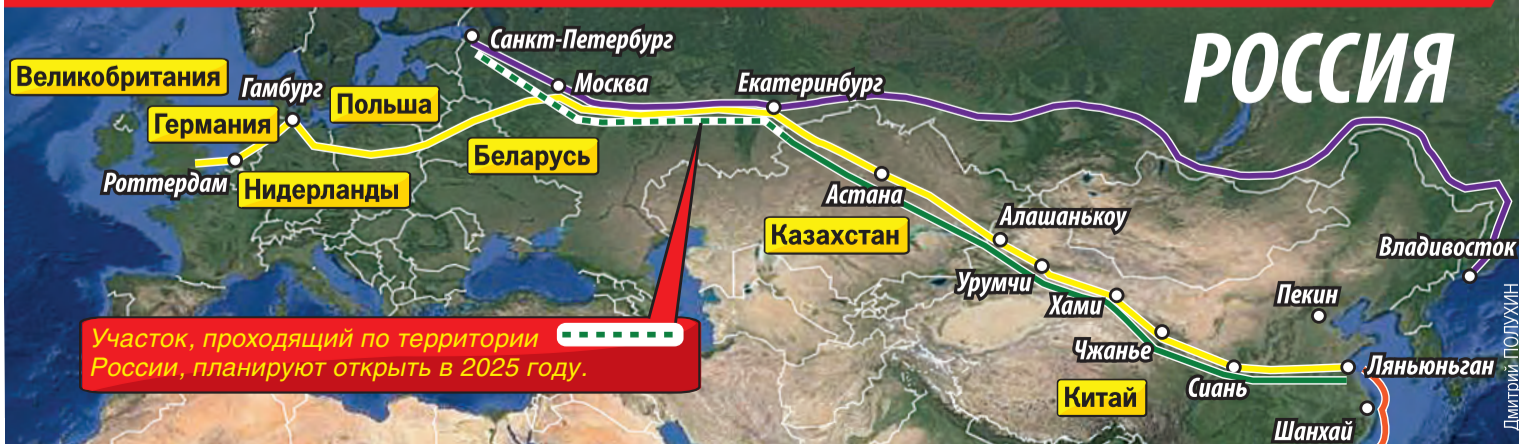 РОССИЯ
Санкт-Петербург
Великобритания
Гамбург
Польша
Москва
Екатеринбург
Германия
Беларусь
Роттердам
Нидерланды
Астана
Алашанькоу
Казахстан
Владивосток
Урумчи
Хами
Пекин
Чжанье
Ляньюньган
Сиань
Китай
Шанхай
Участок, проходящий по территории
России, планируют открыть в 2025 году.
Дмитрий ПОЛУХИН